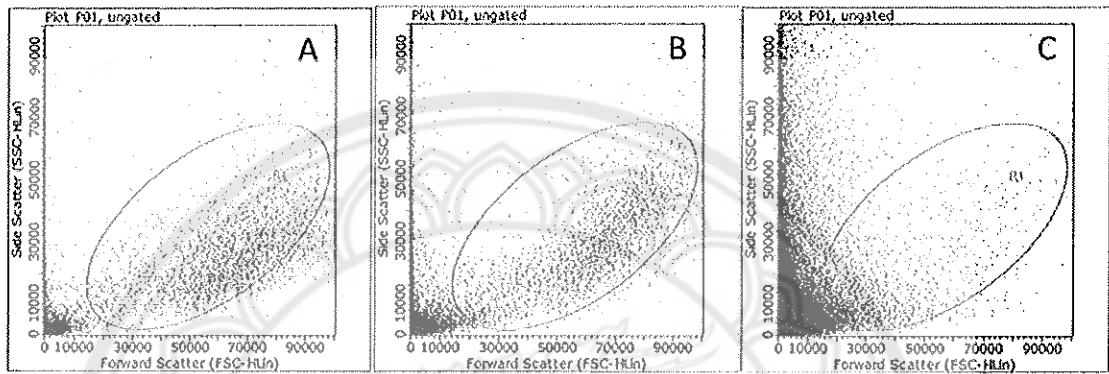 Plot P01, ungated
A
Side Scatter (SSC-HLin)
0 10000 30000 50000 70000 90000
R1
0 10000 30000 50000 70000 90000
Forward Scatter (FSC-HLin)
Plot P01, ungated
B
Side Scatter (SSC-HLin)
0 10000 30000 50000 70000 90000
0 10000 30000 50000 70000 90000
Forward Scatter (FSC-HLin)
Plot P01, ungated
C
Side Scatter (SSC-HLin)
0 10000 30000 50000 70000 90000
R1
0 10000 30000 50000 70000 90000
Forward Scatter (FSC-HLin)